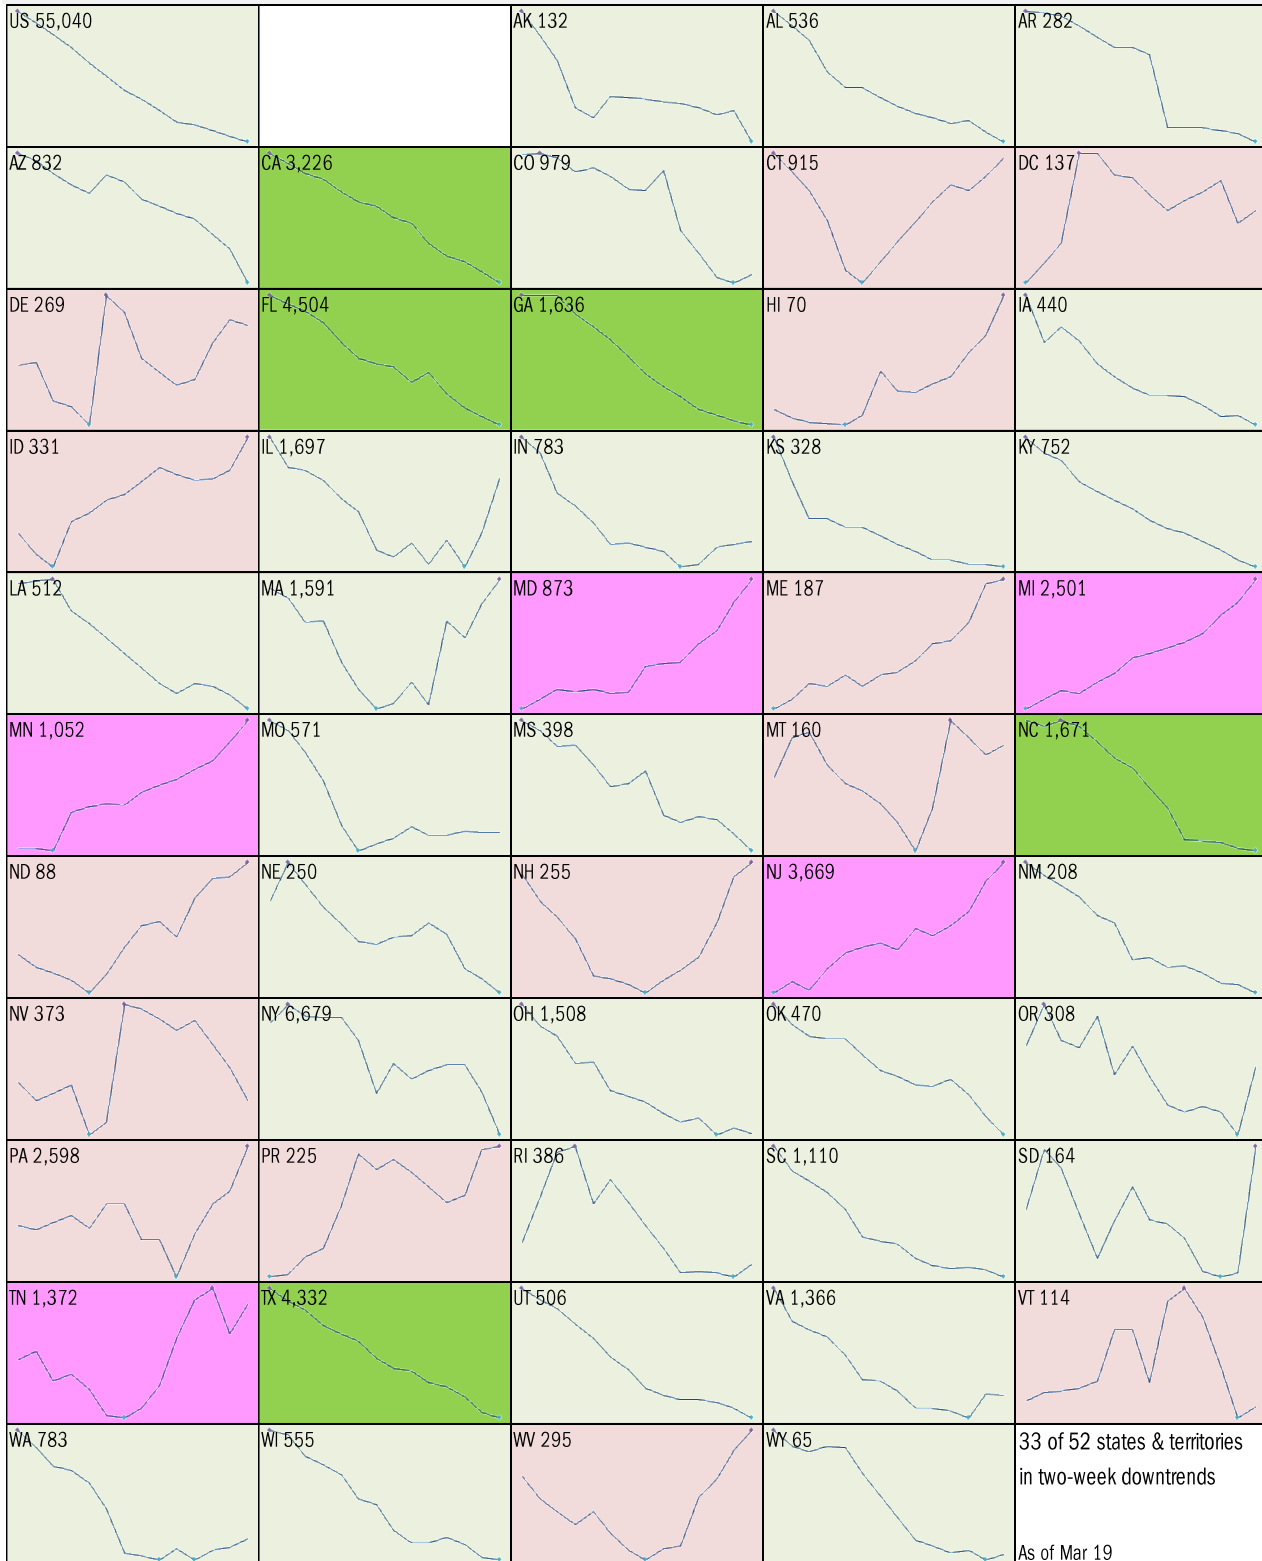 US 55,040
AK 132
AL 536
AR 282
AZ 832
CA 3,226
CO 979
CT 915
DC 137
DE 269
FL 4,504
GA 1,636
HI 70
IA 440
ID 331
IL 1,697
IN 783
KS 328
KY 752
LA 512
MA 1,591
MD 873
ME 187
MI 2,501
MN 1,052
MO 571
MS 398
MT 160
NC 1,671
ND 88
NE 250
NH 255
NJ 3,669
NM 208
NV 373
NY 6,679
OH 1,508
OK 470
OR 308
PA 2,598
PR 225
RI 386
SC 1,110
SD 164
TN 1,372
TX 4,332
UT 506
VA 1,366
VT 114
WA 783
WI 555
WV 295
WY 65
33 of 52 states & territories
in two-week downtrends
As of Mar 19